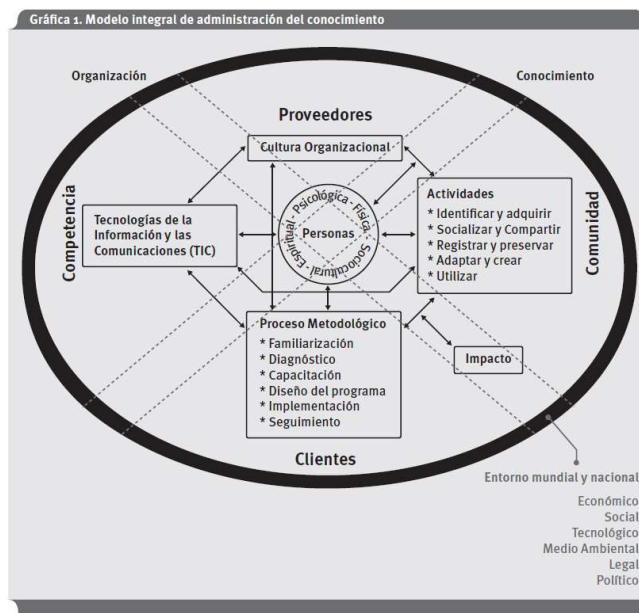 Gráfica 1. Modelo integral de administración del conocimiento
Organización
Conocimiento
Proveedores
Cultura Organizacional
Competencia
Tecnologías de la
Información y las
Comunicaciones (TIC)
Espiritual - Psicológica - Física
Personas
Sociocultural -
Actividades
* Identificar y adquirir
* Socializar y Compartir
* Registrar y preservar
* Adaptar y crear
* Utilizar
Comunidad
Proceso Metodológico
* Familiarización
* Diagnóstico
* Capacitación
* Diseño del programa
* Implementación
* Seguimiento
Impacto
Clientes
Entorno mundial y nacional
Económico
Social
Tecnológico
Medio Ambiental
Legal
Político